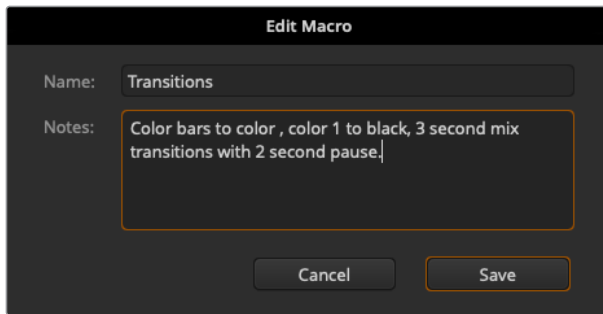 Edit Macro
Name: Transitions
Notes: Color bars to color , color 1 to black, 3 second mix
transitions with 2 second pause.
Cancel Save